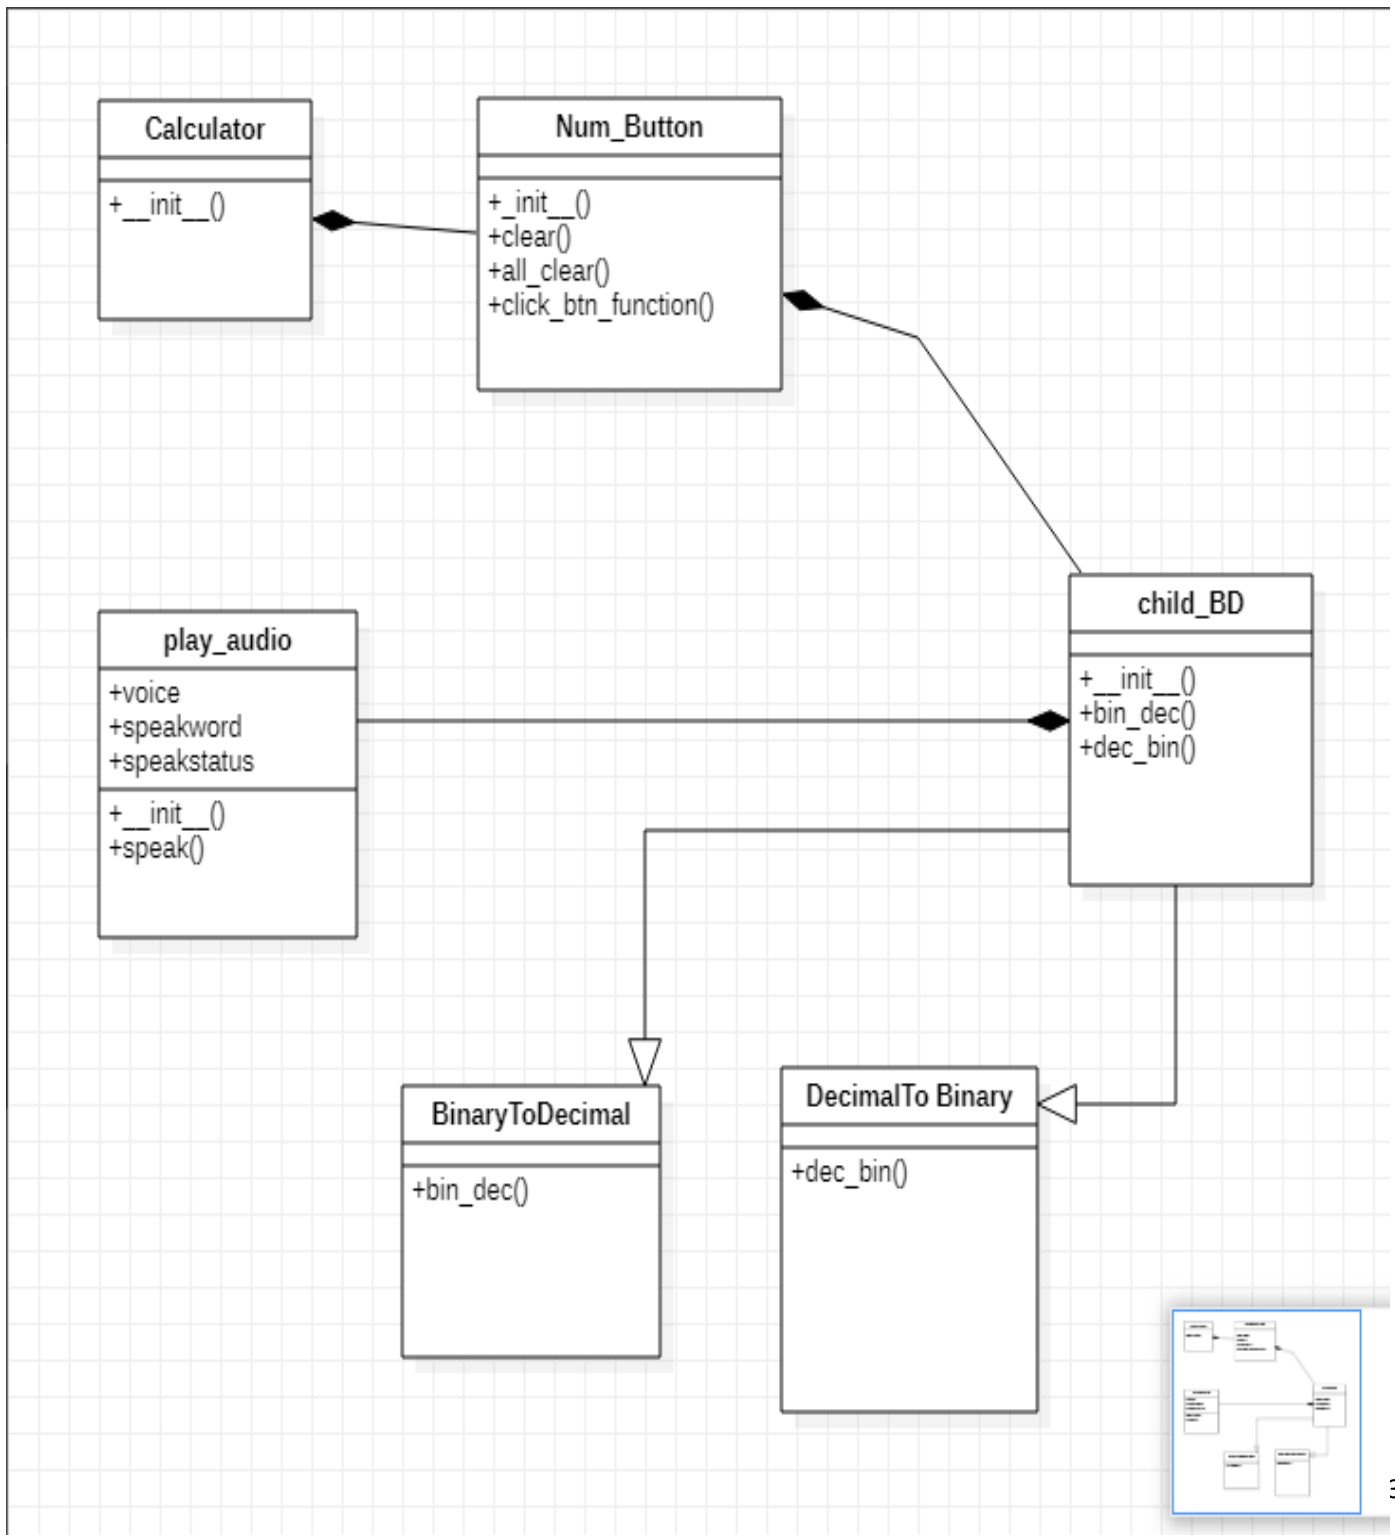 Calculator
+__init__()
Num_Button
+_init__()
+clear()
+all_clear()
+click_btn_function()
child_BD
+__init__()
+bin_dec()
+dec_bin()
play_audio
+voice
+speakword
+speakstatus
+__init__()
+speak()
BinaryToDecimal
+bin_dec()
DecimalTo Binary
+dec_bin()